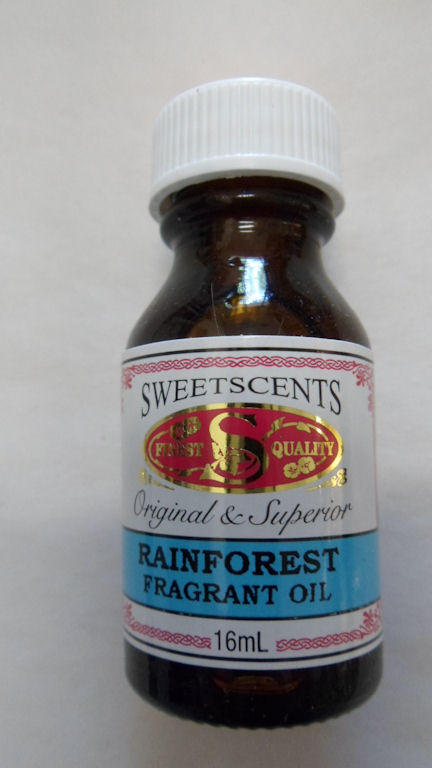 SWEETSCENTS
FINEST S QUALITY
Original & Superior
RAINFOREST
FRAGRANT OIL
16mL